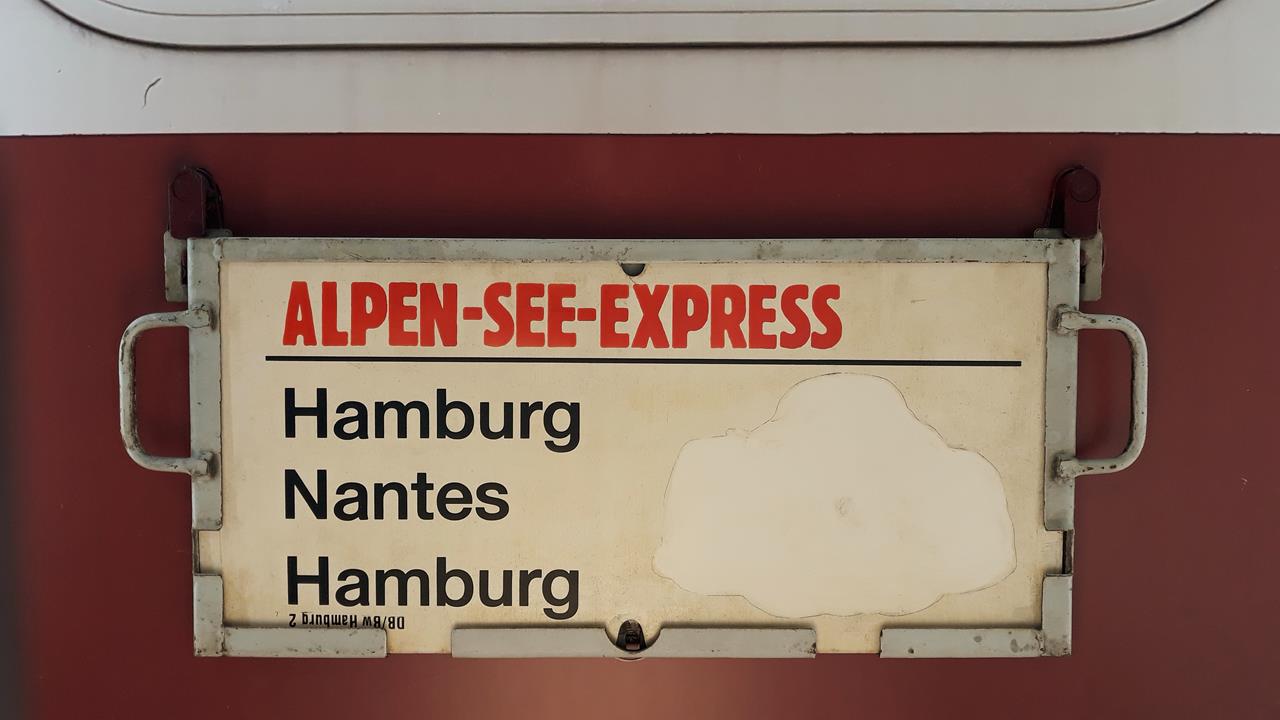 ALPEN-SEE-EXPRESS
Hamburg
Nantes
Hamburg
DB/Bw Hamburg 2